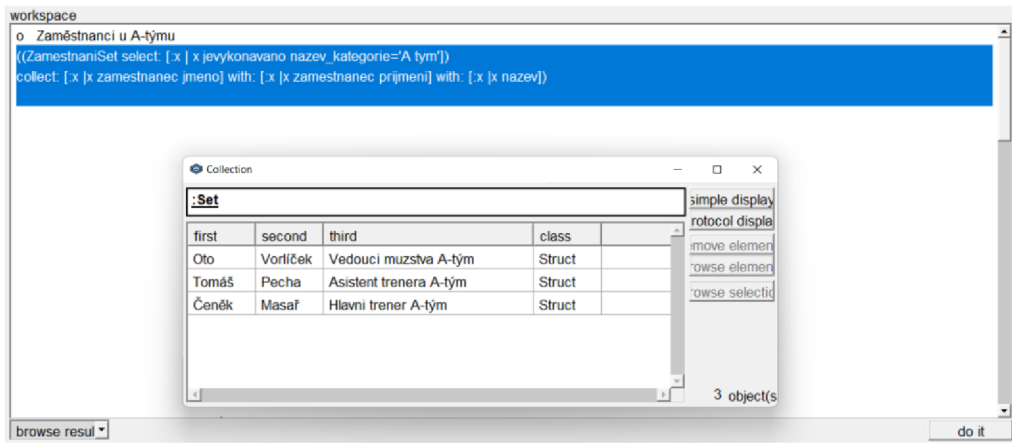 workspace
o Zaměstnanci u A-týmu
((ZamestnaniSet select: [:x | x jevykonavano nazev_kategorie='A tym'])
collect: [:x |x zamestnanec jmeno] with: [:x |x zamestnanec prijmeni] with: [:x |x nazev])
Collection
:Set
simple display
rotocol displa
first second third class
emove elemen
Oto Vorlíček Vedouci muzstva A-tým Struct
rowse elemen
Tomáš Pecha Asistent trenera A-tým Struct
rowse selectio
Čeněk Masař Hlavni trener A-tým Struct
3 object(s
browse resul
do it